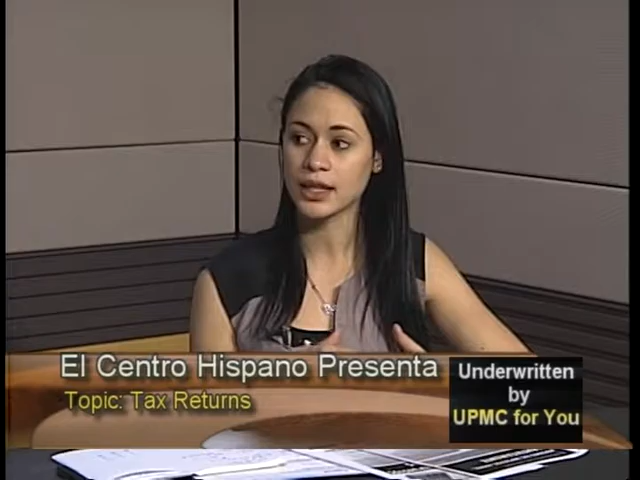 El Centro Hispano Presenta
Topic: Tax Returns
Underwritten
by
UPMC for You